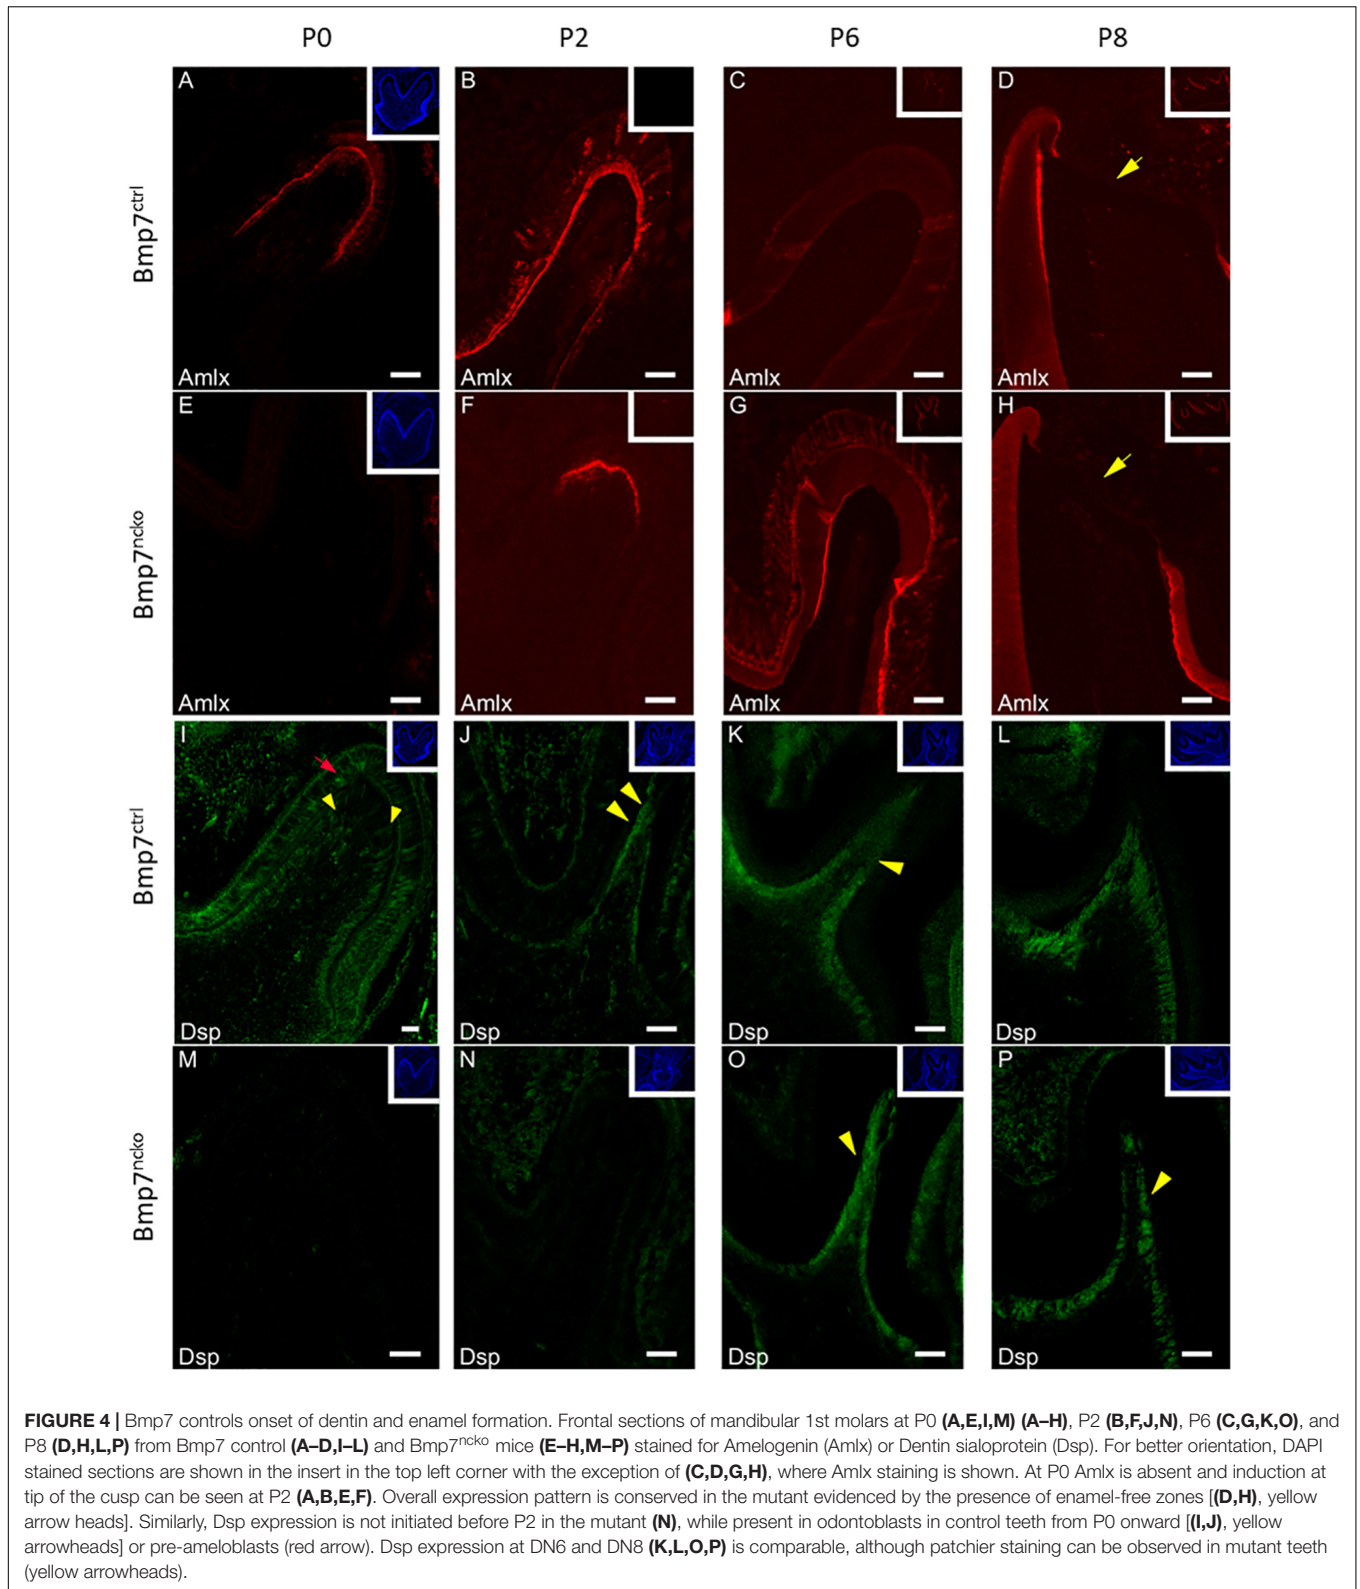 P0 P2 P6 P8
A B C D
Bmp7ctrl
Amlx Amlx Amlx Amlx
E F G H
Bmp7ncko
Amlx Amlx Amlx Amlx
I J K L
Bmp7ctrl
Dsp Dsp Dsp Dsp
M N O P
Bmp7ncko
Dsp Dsp Dsp Dsp
FIGURE 4 | Bmp7 controls onset of dentin and enamel formation. Frontal sections of mandibular 1st molars at P0 (A,E,I,M) (A–H), P2 (B,F,J,N), P6 (C,G,K,O), and
P8 (D,H,L,P) from Bmp7 control (A–D,I–L) and Bmp7ncko mice (E–H,M–P) stained for Amelogenin (Amlx) or Dentin sialoprotein (Dsp). For better orientation, DAPI
stained sections are shown in the insert in the top left corner with the exception of (C,D,G,H), where Amlx staining is shown. At P0 Amlx is absent and induction at
tip of the cusp can be seen at P2 (A,B,E,F). Overall expression pattern is conserved in the mutant evidenced by the presence of enamel-free zones [(D,H), yellow
arrow heads]. Similarly, Dsp expression is not initiated before P2 in the mutant (N), while present in odontoblasts in control teeth from P0 onward [(I,J), yellow
arrowheads] or pre-ameloblasts (red arrow). Dsp expression at DN6 and DN8 (K,L,O,P) is comparable, although patchier staining can be observed in mutant teeth
(yellow arrowheads).